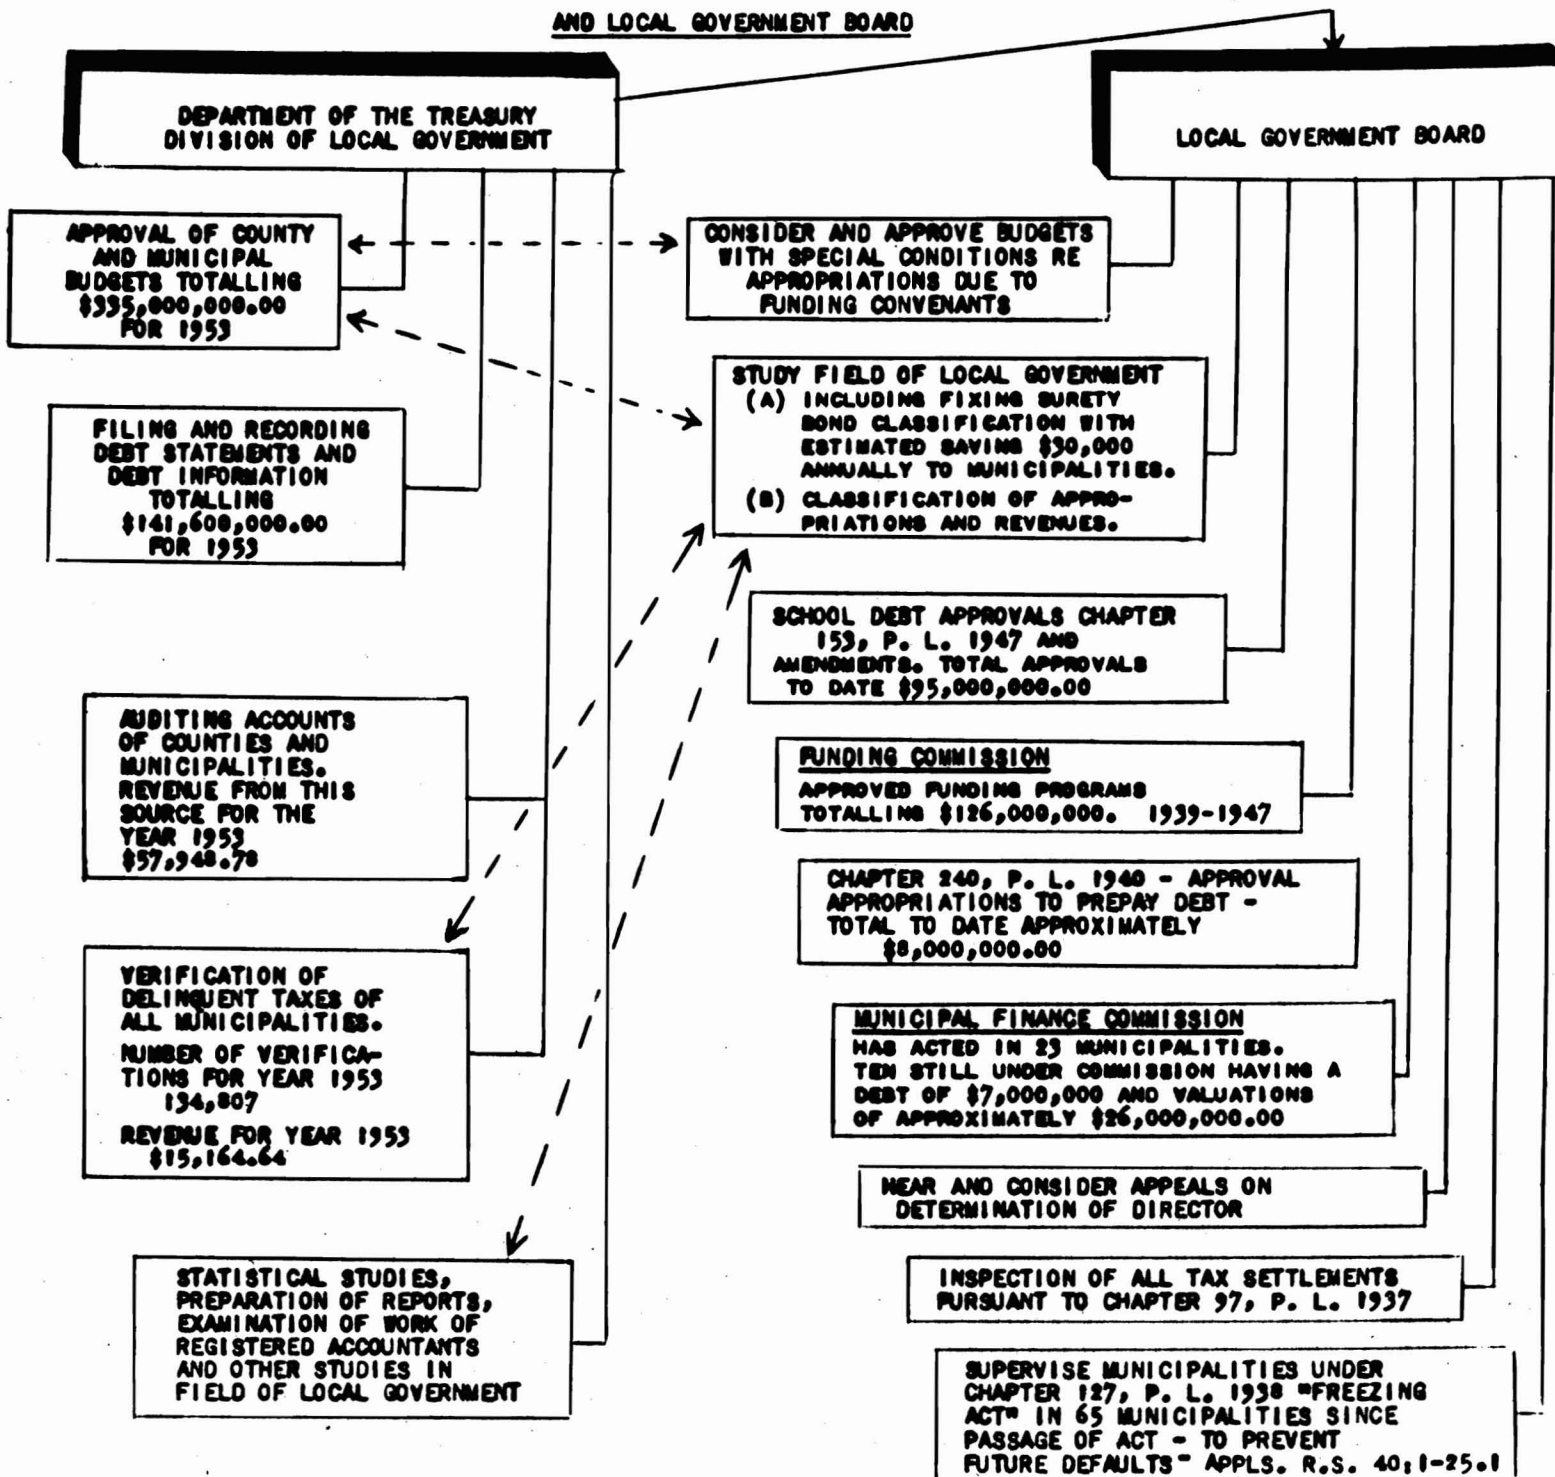 AND LOCAL GOVERNMENT BOARD
DEPARTMENT OF THE TREASURY
DIVISION OF LOCAL GOVERNMENT
LOCAL GOVERNMENT BOARD
APPROVAL OF COUNTY
AND MUNICIPAL
BUDGETS TOTALLING
$335,000,000.00
FOR 1953
FILING AND RECORDING
DEBT STATEMENTS AND
DEBT INFORMATION
TOTALLING
$141,600,000.00
FOR 1953
AUDITING ACCOUNTS
OF COUNTIES AND
MUNICIPALITIES.
REVENUE FROM THIS
SOURCE FOR THE
YEAR 1953
$57,948.78
VERIFICATION OF
DELINQUENT TAXES OF
ALL MUNICIPALITIES.
NUMBER OF VERIFICA-
TIONS FOR YEAR 1953
134,807
REVENUE FOR YEAR 1953
$15,164.64
STATISTICAL STUDIES,
PREPARATION OF REPORTS,
EXAMINATION OF WORK OF
REGISTERED ACCOUNTANTS
AND OTHER STUDIES IN
FIELD OF LOCAL GOVERNMENT
CONSIDER AND APPROVE BUDGETS
WITH SPECIAL CONDITIONS RE
APPROPRIATIONS DUE TO
FUNDING CONVENANTS
STUDY FIELD OF LOCAL GOVERNMENT
(A) INCLUDING FIXING SURETY
BOND CLASSIFICATION WITH
ESTIMATED SAVING $30,000
ANNUALLY TO MUNICIPALITIES.
(B) CLASSIFICATION OF APPRO-
PRIATIONS AND REVENUES.
SCHOOL DEBT APPROVALS CHAPTER
153, P. L. 1947 AND
AMENDMENTS. TOTAL APPROVALS
TO DATE $95,000,000.00
FUNDING COMMISSION
APPROVED FUNDING PROGRAMS
TOTALLING $126,000,000. 1939-1947
CHAPTER 240, P. L. 1940 - APPROVAL
APPROPRIATIONS TO PREPAY DEBT -
TOTAL TO DATE APPROXIMATELY
$8,000,000.00
MUNICIPAL FINANCE COMMISSION
HAS ACTED IN 23 MUNICIPALITIES.
TEN STILL UNDER COMMISSION HAVING A
DEBT OF $7,000,000 AND VALUATIONS
OF APPROXIMATELY $26,000,000.00
HEAR AND CONSIDER APPEALS ON
DETERMINATION OF DIRECTOR
INSPECTION OF ALL TAX SETTLEMENTS
PURSUANT TO CHAPTER 97, P. L. 1937
SUPERVISE MUNICIPALITIES UNDER
CHAPTER 127, P. L. 1938 "FREEZING
ACT" IN 65 MUNICIPALITIES SINCE
PASSAGE OF ACT - TO PREVENT
FUTURE DEFAULTS" APPLS. R.S. 40:1-25.1